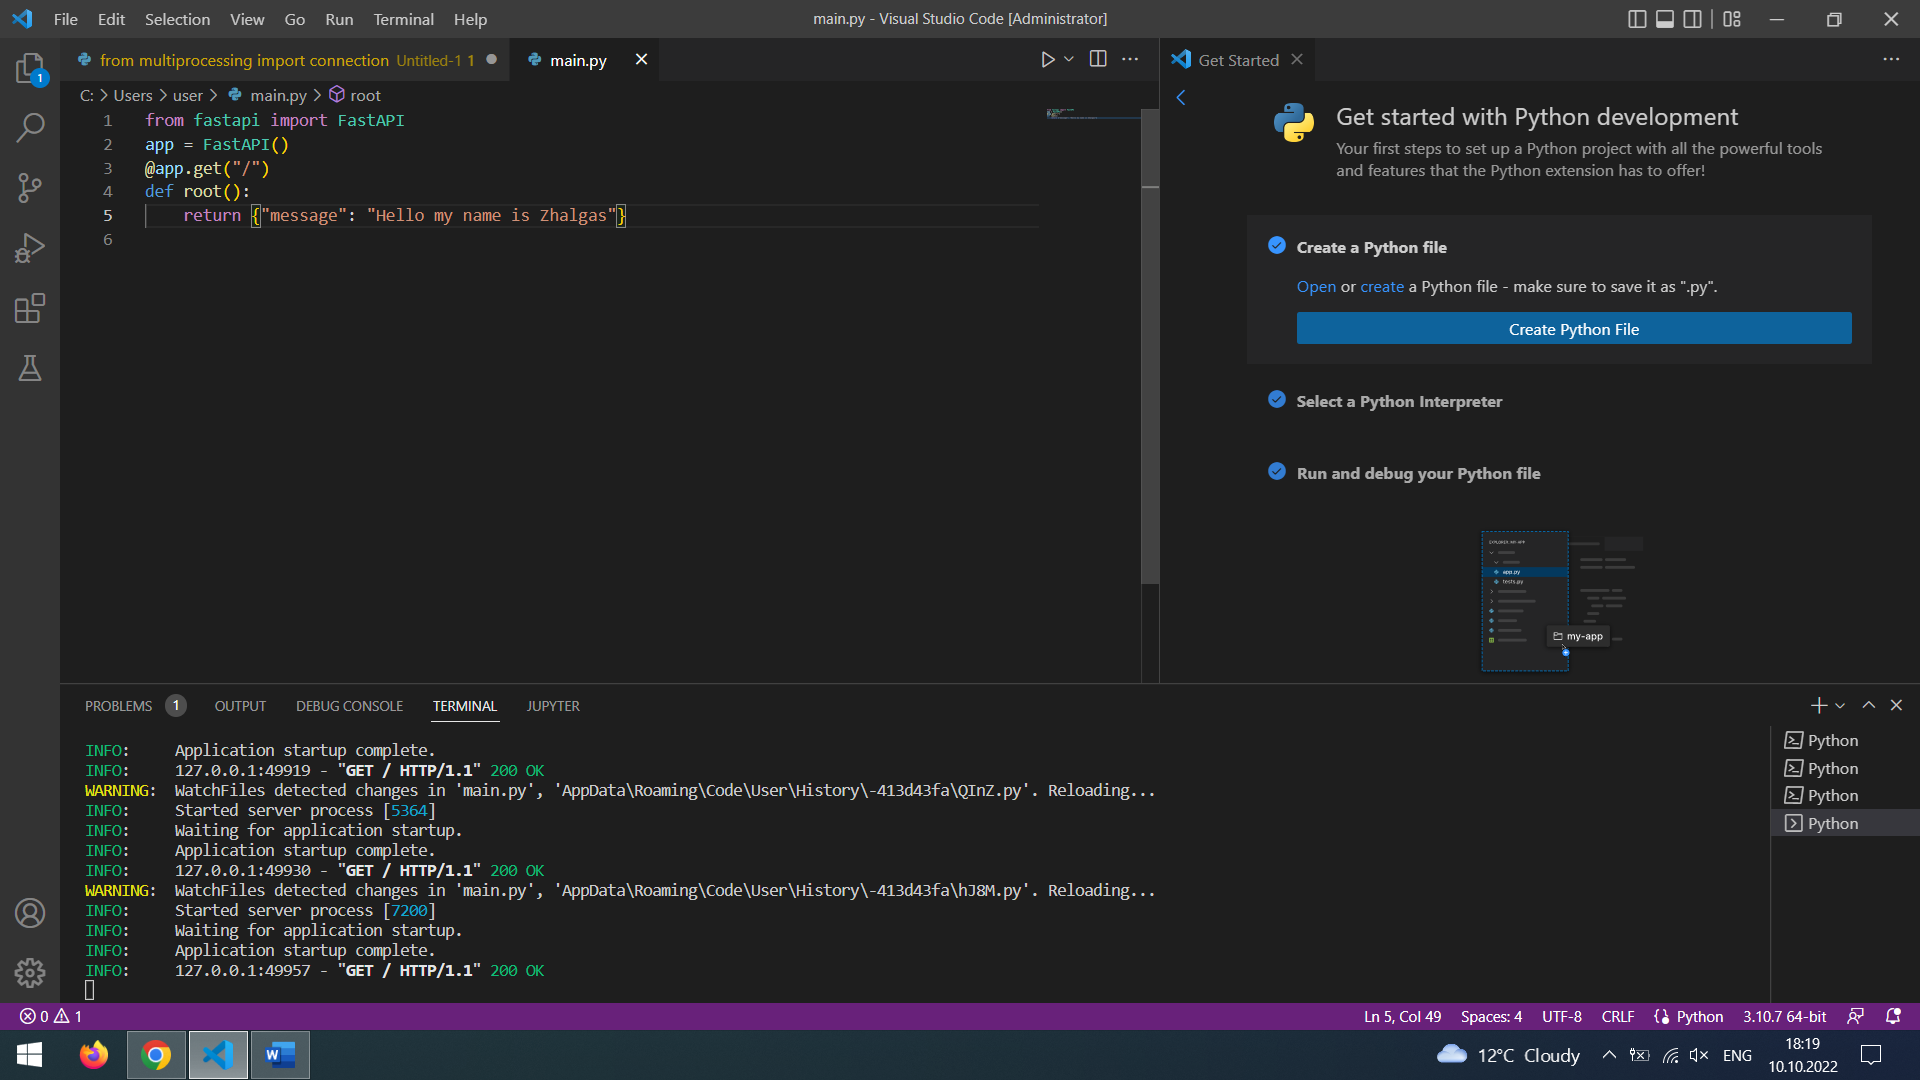 File Edit Selection View Go Run Terminal Help
main.py - Visual Studio Code [Administrator]
from multiprocessing import connection Untitled-1 1
main.py
Get Started
C: > Users > user > main.py > root
1 from fastapi import FastAPI
2 app = FastAPI()
3 @app.get("/")
4 def root():
5 return {"message": "Hello my name is Zhalgas"}
6
1
Get started with Python development
Your first steps to set up a Python project with all the powerful tools
and features that the Python extension has to offer!
Create a Python file
Open or create a Python file - make sure to save it as ".py".
Create Python File
Select a Python Interpreter
Run and debug your Python file
EXPLORER: MY-APP
app.py
tests.py
my-app
PROBLEMS 1 OUTPUT DEBUG CONSOLE TERMINAL JUPYTER
INFO: Application startup complete.
INFO: 127.0.0.1:49919 - "GET / HTTP/1.1" 200 OK
WARNING: WatchFiles detected changes in 'main.py', 'AppData\Roaming\Code\User\History\-413d43fa\QInZ.py'. Reloading...
INFO: Started server process [5364]
INFO: Waiting for application startup.
INFO: Application startup complete.
INFO: 127.0.0.1:49930 - "GET / HTTP/1.1" 200 OK
WARNING: WatchFiles detected changes in 'main.py', 'AppData\Roaming\Code\User\History\-413d43fa\hJ8M.py'. Reloading...
INFO: Started server process [7200]
INFO: Waiting for application startup.
INFO: Application startup complete.
INFO: 127.0.0.1:49957 - "GET / HTTP/1.1" 200 OK
Python
Python
Python
Python
0 1
Ln 5, Col 49 Spaces: 4 UTF-8 CRLF Python 3.10.7 64-bit
12°C Cloudy
ENG
18:19
10.10.2022